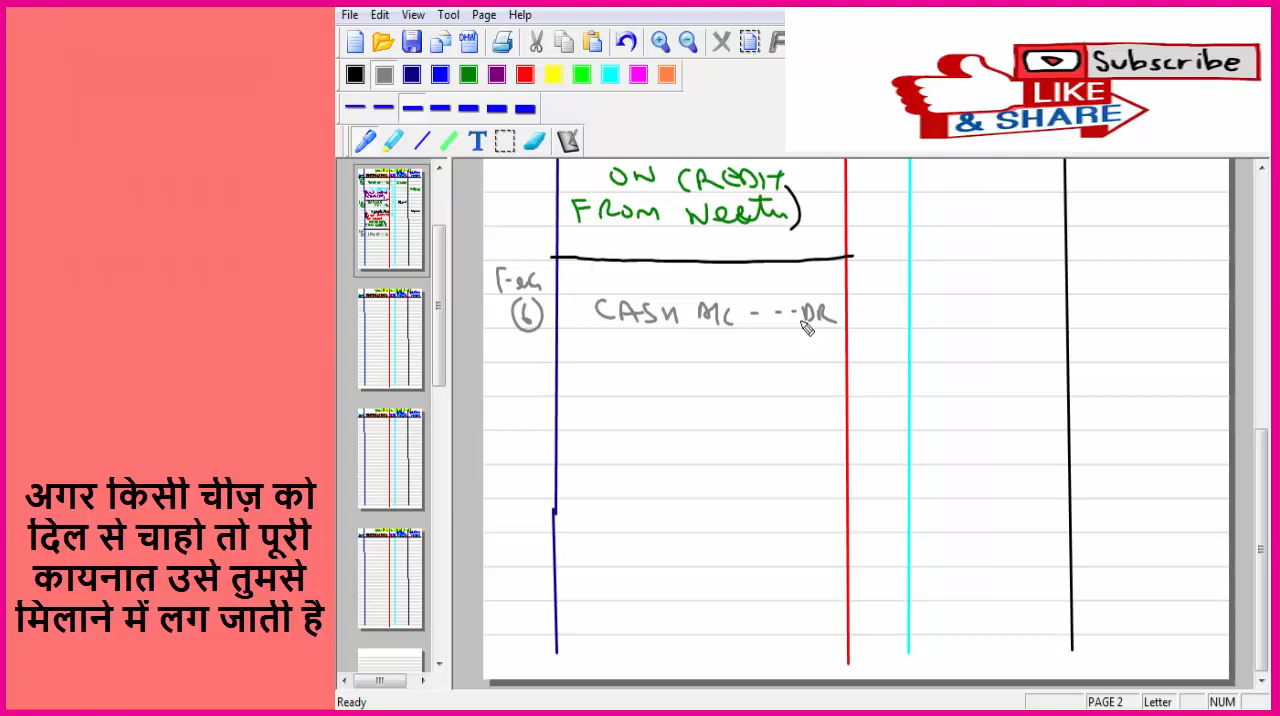 File Edit View Tool Page Help
DHW
T
Subscribe
LIKE
& SHARE
ON CREDIT
FROM Neetu)
6 CASH A/C - - - DR
अगर किसी चीज़ को
दिल से चाहो तो पूरी
कायनात उसे तुमसे
मिलाने में लग जाती है
Ready PAGE 2 Letter NUM